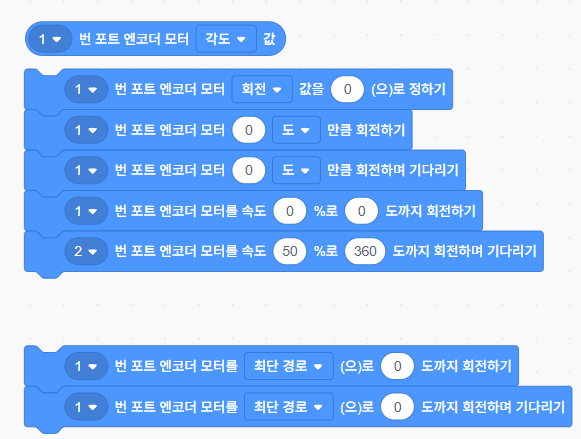 1 번 포트 엔코더 모터 각도 값
1 번 포트 엔코더 모터 회전 값을 0 (으)로 정하기
1 번 포트 엔코더 모터 0 도 만큼 회전하기
1 번 포트 엔코더 모터 0 도 만큼 회전하며 기다리기
1 번 포트 엔코더 모터를 속도 0 %로 0 도까지 회전하기
2 번 포트 엔코더 모터를 속도 50 %로 360 도까지 회전하며 기다리기
1 번 포트 엔코더 모터를 최단 경로 (으)로 0 도까지 회전하기
1 번 포트 엔코더 모터를 최단 경로 (으)로 0 도까지 회전하며 기다리기